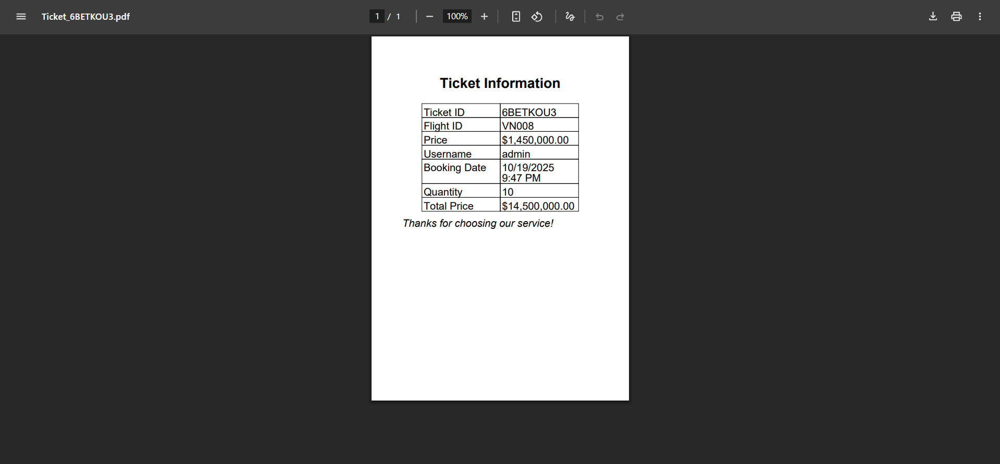 Ticket_6BETKOU3.pdf
1 / 1
100%
Ticket Information
Ticket ID 6BETKOU3
Flight ID VN008
Price $1,450,000.00
Username admin
Booking Date 10/19/2025
9:47 PM
Quantity 10
Total Price $14,500,000.00
Thanks for choosing our service!